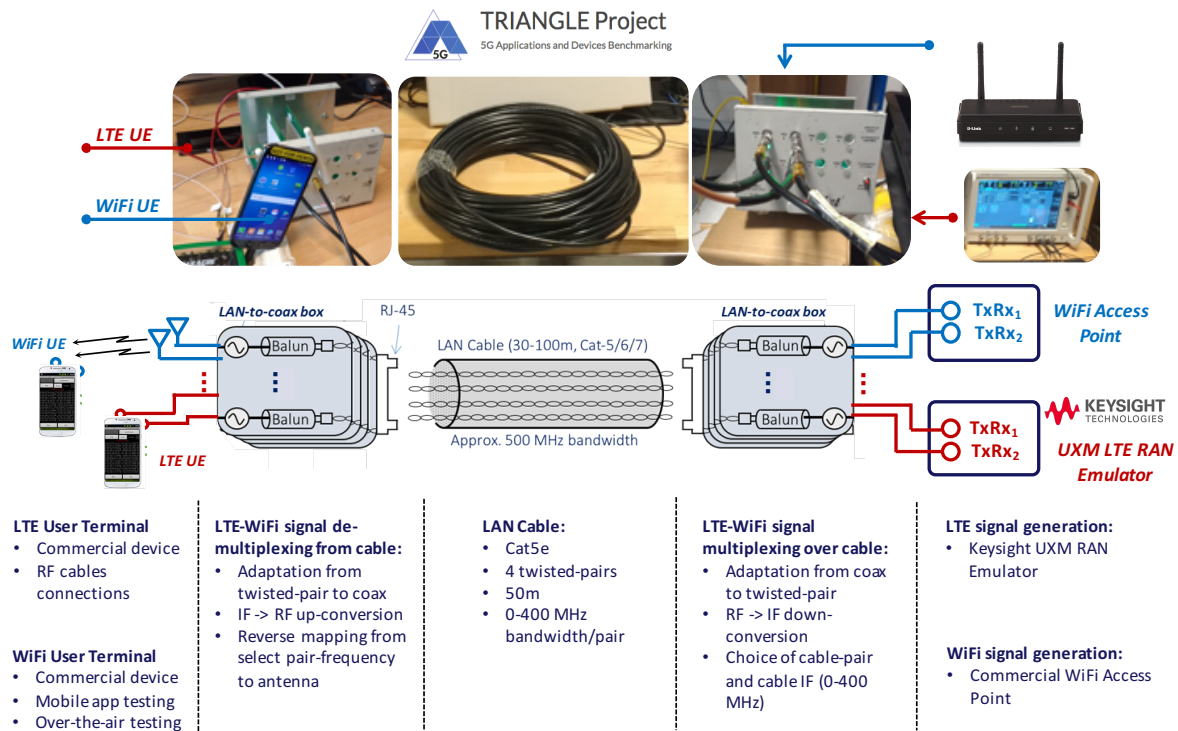 TRIANGLE Project
5G Applications and Devices Benchmarking
5G
LTE UE
WiFi UE
D-Link
LAN-to-coax box
RJ-45
LAN-to-coax box
WiFi UE
Balun
LAN Cable (30-100m, Cat-5/6/7)
Balun
TxRx1
TxRx2
WiFi Access
Point
Balun
Approx. 500 MHz bandwidth
Balun
LTE UE
TxRx1
TxRx2
KEYSIGHT
TECHNOLOGIES
UXM LTE RAN
Emulator
LTE User Terminal
• Commercial device
• RF cables
connections
WiFi User Terminal
• Commercial device
• Mobile app testing
• Over-the-air testing
LTE-WiFi signal de-
multiplexing from cable:
• Adaptation from
twisted-pair to coax
• IF -> RF up-conversion
• Reverse mapping from
select pair-frequency
to antenna
LAN Cable:
• Cat5e
• 4 twisted-pairs
• 50m
• 0-400 MHz
bandwidth/pair
LTE-WiFi signal
multiplexing over cable:
• Adaptation from coax
to twisted-pair
• RF -> IF down-
conversion
• Choice of cable-pair
and cable IF (0-400
MHz)
LTE signal generation:
• Keysight UXM RAN
Emulator
WiFi signal generation:
• Commercial WiFi Access
Point